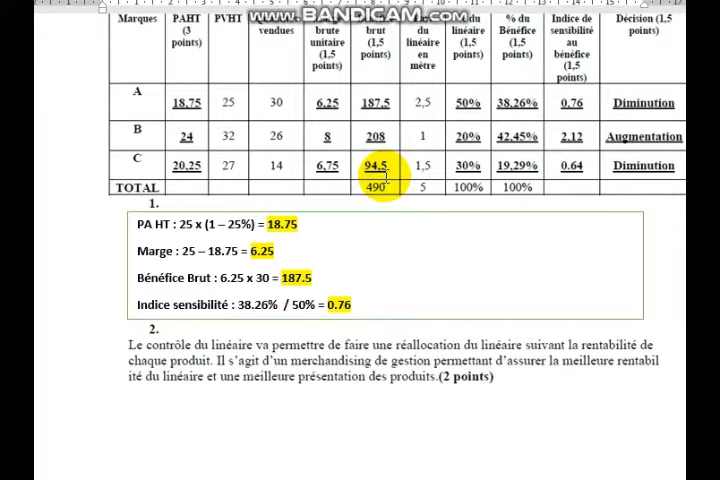 WWW.BANDICAM.COM
Marques PAHT (3 points) PVHT vendues brute unitaire (1,5 points) brut (1,5 points) du linéaire en mètre du linéaire (1,5 points) % du Bénéfice (1,5 points) Indice de sensibilité au bénéfice (1,5 points) Décision (1,5 points)
A 18,75 25 30 6,25 187,5 2,5 50% 38,26% 0,76 Diminution
B 24 32 26 8 208 1 20% 42,45% 2,12 Augmentation
C 20,25 27 14 6,75 94,5 1,5 30% 19,29% 0,64 Diminution
TOTAL 490 5 100% 100%
1.
PA HT : 25 x (1 – 25%) = 18.75
Marge : 25 – 18.75 = 6.25
Bénéfice Brut : 6.25 x 30 = 187.5
Indice sensibilité : 38.26% / 50% = 0.76
2.
Le contrôle du linéaire va permettre de faire une réallocation du linéaire suivant la rentabilité de
chaque produit. Il s’agit d’un merchandising de gestion permettant d’assurer la meilleure rentabil
ité du linéaire et une meilleure présentation des produits.(2 points)